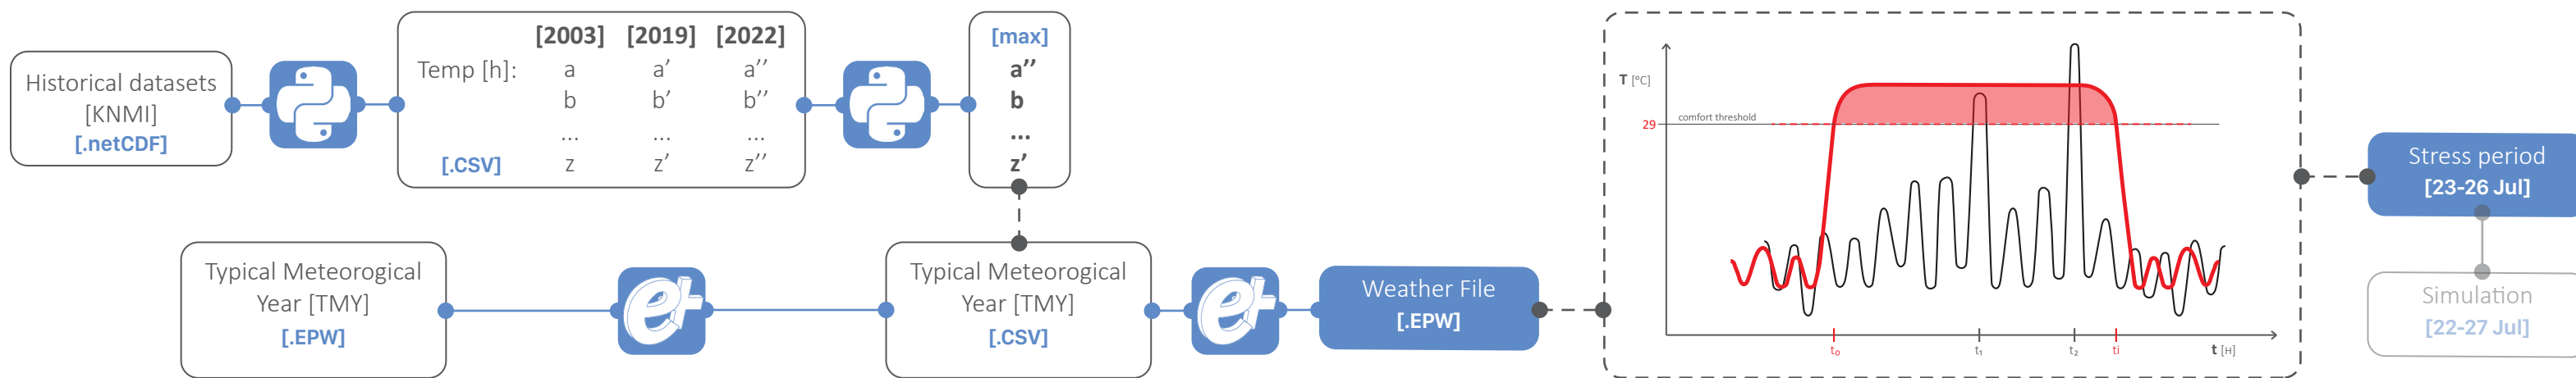 Historical datasets
[KNMI]
[.netCDF]
[2003] [2019] [2022]
Temp [h]: a a’ a’’
b b’ b’’
... ... ...
[.CSV] z z’ z’’
[max]
a’’
b
...
z’
Typical Meteorogical
Year [TMY]
[.EPW]
e+
Typical Meteorogical
Year [TMY]
[.CSV]
e+
Weather File
[.EPW]
T [°C]
comfort threshold
29
t₀ t₁ t₂ ti t [H]
Stress period
[23-26 Jul]
Simulation
[22-27 Jul]